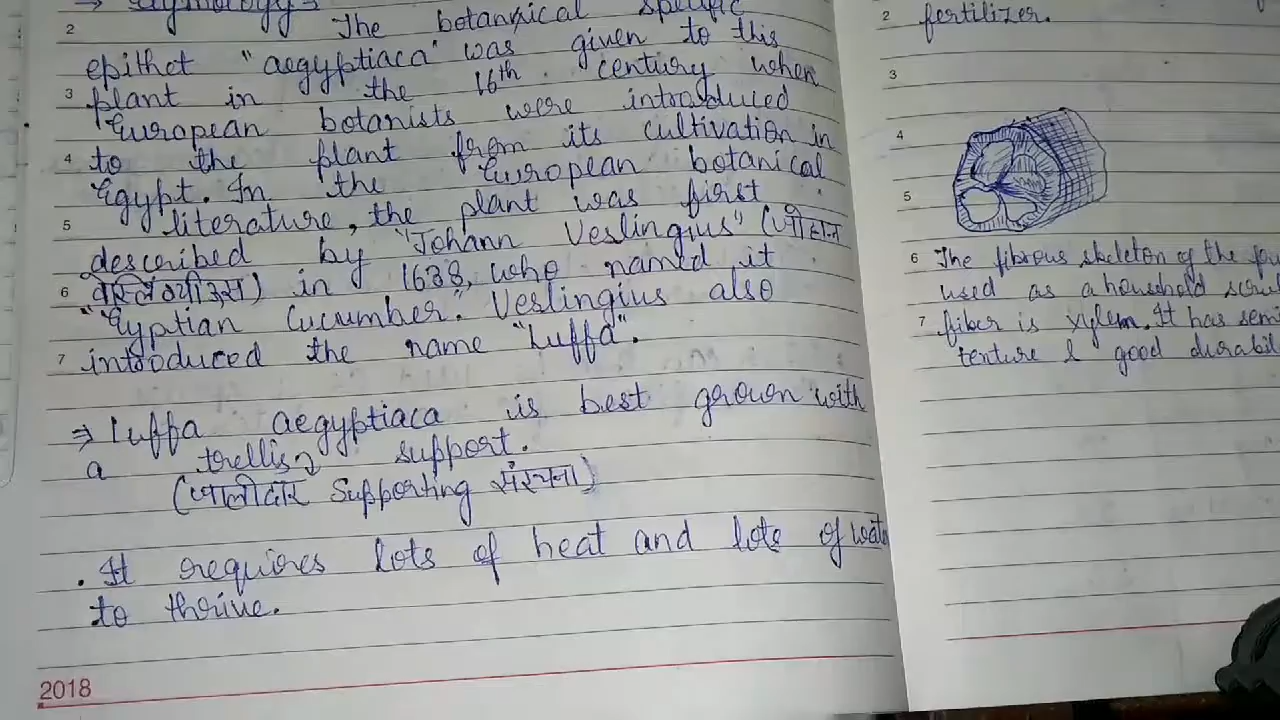 → Etymology:-
The botanical specific
epithet "aegyptiaca" was given to this
plant in the 16th century when
European botanists were introduced
to the plant from its cultivation in
Egypt. In the European botanical
literature, the plant was first
described by "Johann Veslingius" (जोहान
वेस्लिंगीउस) in 1638, who named it
"Egyptian Cucumber." Veslingius also
introduced the name "Luffa".
⇒ Luffa aegyptiaca is best grown with
a trellis support.
(जालीदार Supporting संरचना)
. It requires lots of heat and lots of water
to thrive.
2018
fertilizer.
The fibrous skeleton of the
used as a household
fiber is xylem. It has
texture & good